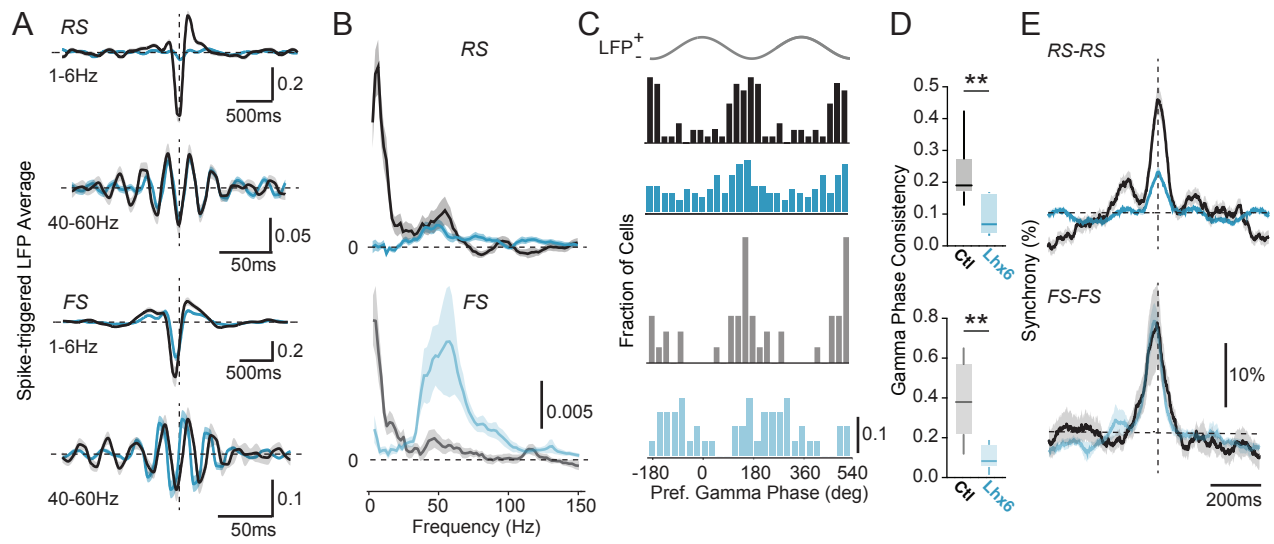 A
RS
1-6Hz
0.2
500ms
40-60Hz
0.05
50ms
FS
1-6Hz
0.2
500ms
40-60Hz
0.1
50ms
Spike-triggered LFP Average
B
RS
0
FS
0.005
0
0 50 100 150
Frequency (Hz)
C
LFP + -
Fraction of Cells
0.1
-180 0 180 360 540
Pref. Gamma Phase (deg)
D
**
0.5
0.4
0.3
0.2
0.1
0.0
Ctl Lhx6
**
0.8
0.6
0.4
0.2
0.0
Ctl Lhx6
Gamma Phase Consistency
E
RS-RS
FS-FS
Synchrony (%)
10%
200ms